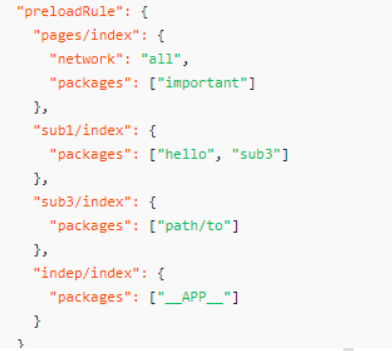 "preloadRule": {
"pages/index": {
"network": "all",
"packages": ["important"]
},
"sub1/index": {
"packages": ["hello", "sub3"]
},
"sub3/index": {
"packages": ["path/to"]
},
"indep/index": {
"packages": ["__APP__"]
}
}